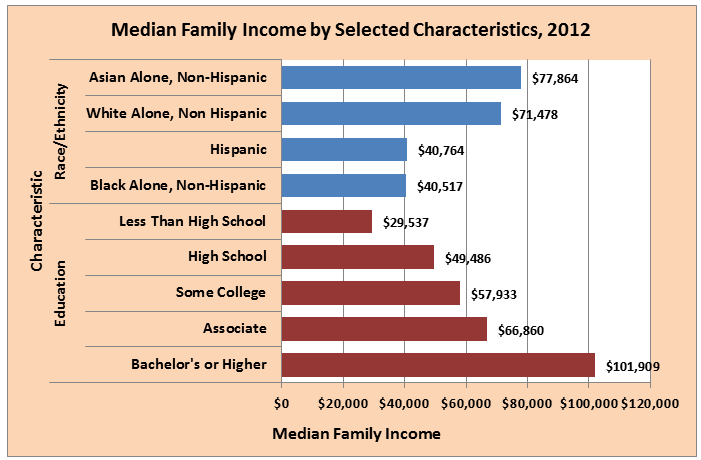 Median Family Income by Selected Characteristics, 2012
Characteristic
Race/Ethnicity
Asian Alone, Non-Hispanic $77,864
White Alone, Non Hispanic $71,478
Hispanic $40,764
Black Alone, Non-Hispanic $40,517
Education
Less Than High School $29,537
High School $49,486
Some College $57,933
Associate $66,860
Bachelor's or Higher $101,909
$0 $20,000 $40,000 $60,000 $80,000 $100,000 $120,000
Median Family Income